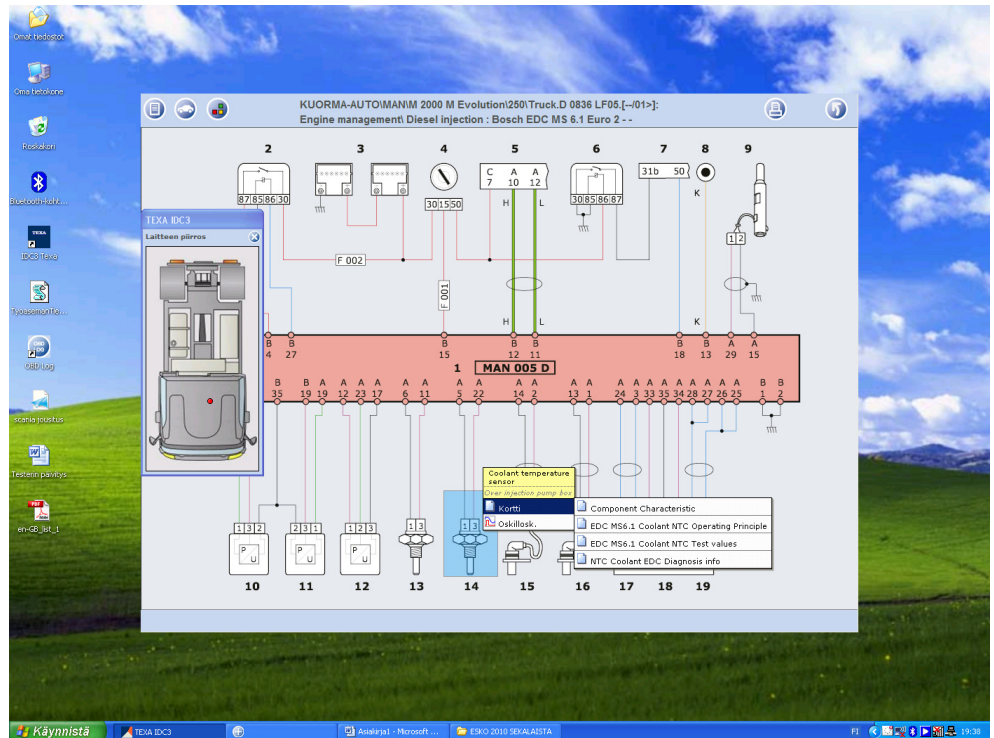 Omat tiedostot
Oma tietokone
Roskakori
Bluetooth-koht...
TEXA
IDC3 Texa
TyöasemanTie...
OBD Log
scania jousitus
Testerin päivitys
PDF
en-GB_list_1
KUORMA-AUTO\MAN\M 2000 M Evolution\250\Truck.D 0836 LF05.[--/01>]:
Engine management\ Diesel injection : Bosch EDC MS 6.1 Euro 2 - -
2 3 4 5 6 7 8 9
C A A
7 10 12
31b 50
87 85 86 30
30 15 50
30 85 86 87
H L
K
1 2
F 002
F 001
TEXA IDC3
Laitteen piirros
H L K
B B B B B B B A A
4 27 15 12 11 18 13 29 15
1 MAN 005 D
B B A A A A A A A A A A A A A A A A A A A A B B
35 19 19 12 23 17 6 11 5 22 14 2 13 1 24 3 33 35 34 28 27 26 25 1 2
Coolant temperature
sensor
Over injection pump bos
Kortti
Oskillosk.
Component Characteristic
EDC MS6.1 Coolant NTC Operating Principle
EDC MS6.1 Coolant NTC Test values
NTC Coolant EDC Diagnosis info
1 3 2
2 3 1
1 2 3
1 3
1 3
P U
P U
P U
10 11 12 13 14 15 16 17 18 19
Käynnistä
TEXA IDC3
Asiakirja1 - Microsoft ...
ESKO 2010 SEKALAISTA
FI
19:38